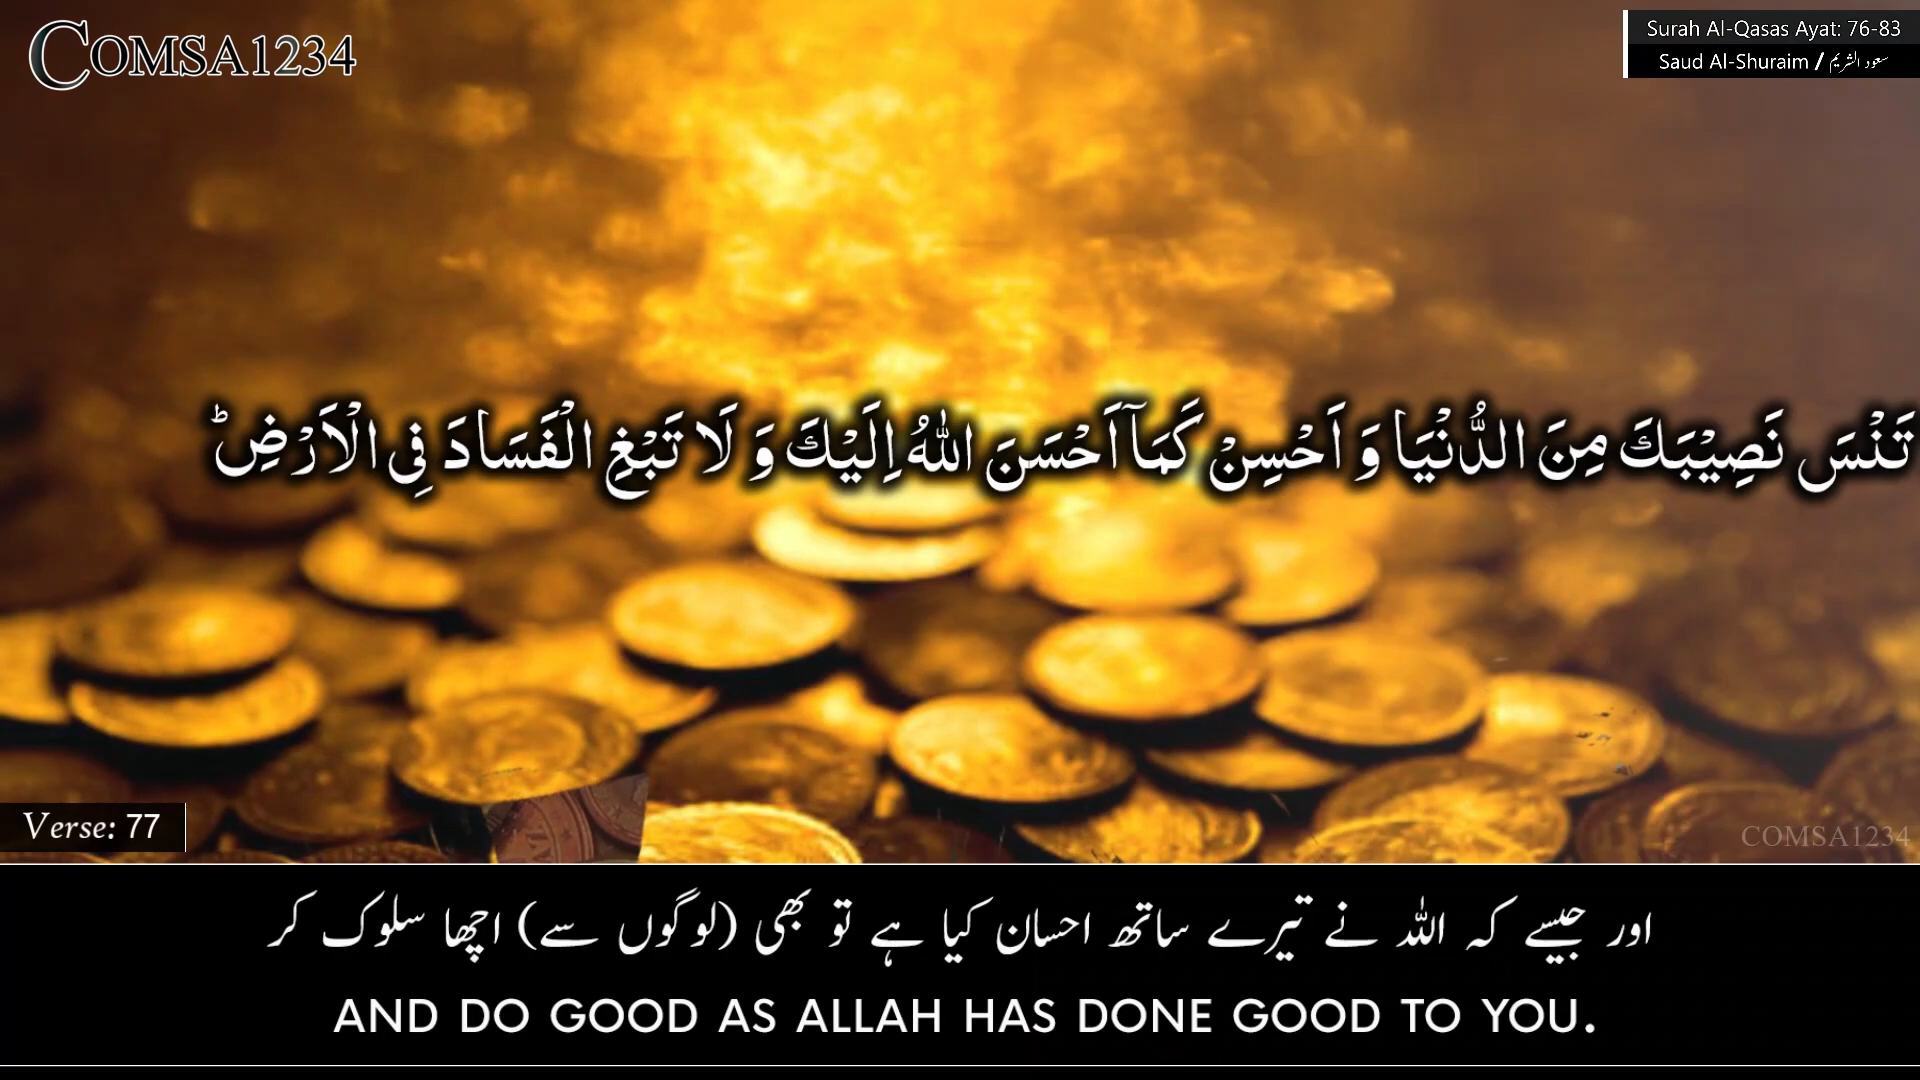 COMSA1234
Surah Al-Qasas Ayat: 76-83
Saud Al-Shuraim / سعود الشريم
تَنْسَ نَصِيْبَكَ مِنَ الدُّنْيَا وَ اَحْسِنْ كَمَاۤ اَحْسَنَ اللّٰهُ اِلَيْكَ وَ لَا تَبْغِ الْفَسَادَ فِی الْاَرْضِؕ
Verse: 77
COMSA1234
اور جیسے کہ اللہ نے تیرے ساتھ احسان کیا ہے تو بھی (لوگوں سے) اچھا سلوک کر
AND DO GOOD AS ALLAH HAS DONE GOOD TO YOU.